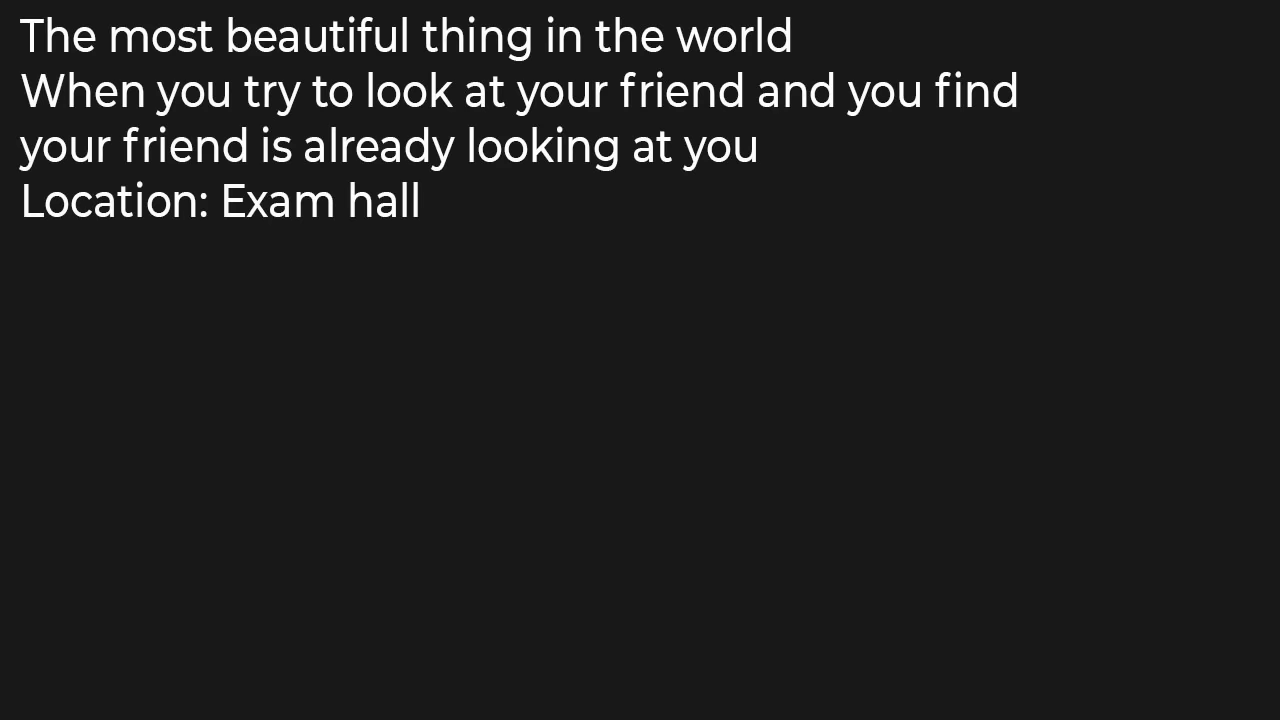 The most beautiful thing in the world
When you try to look at your friend and you find
your friend is already looking at you
Location: Exam hall